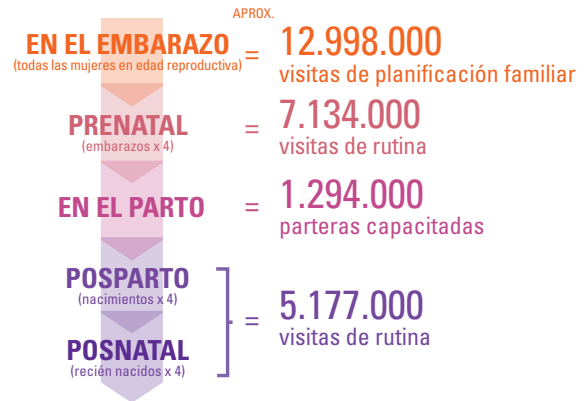 APROX.
EN EL EMBARAZO
(todas las mujeres en edad reproductiva)
=
12.998.000
visitas de planificación familiar
PRENATAL
(embarazos x 4)
=
7.134.000
visitas de rutina
EN EL PARTO
=
1.294.000
parteras capacitadas
POSPARTO
(nacimientos x 4)
POSNATAL
(recién nacidos x 4)
=
5.177.000
visitas de rutina